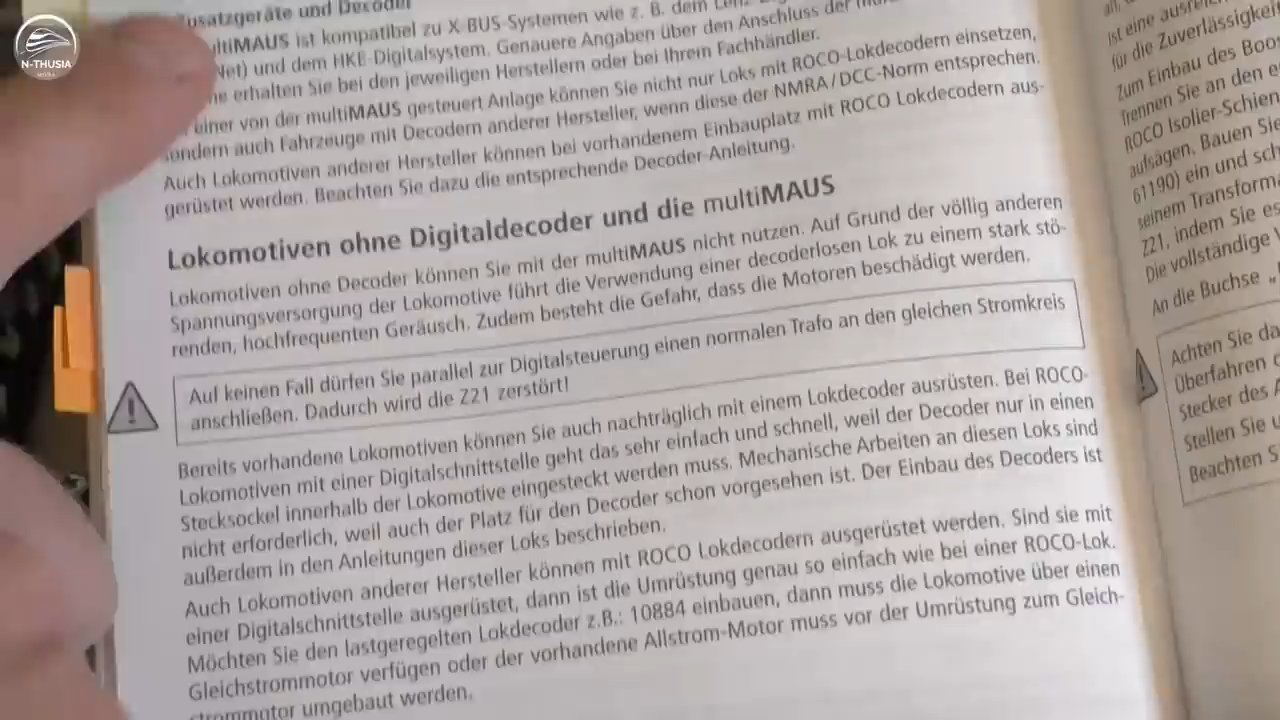 N-THUSIA
Zusatzgeräte und Decoder
multiMAUS ist kompatibel zu X-BUS-Systemen wie z. B. dem
und dem HKE-Digitalsystem. Genauere Angaben über den Anschluss der
erhalten Sie bei den jeweiligen Herstellern oder bei Ihrem Fachhändler.
einer von der multiMAUS gesteuert Anlage können Sie nicht nur Loks mit ROCO-Lokdecodern einsetzen,
sondern auch Fahrzeuge mit Decodern anderer Hersteller, wenn diese der NMRA/DCC-Norm entsprechen.
Auch Lokomotiven anderer Hersteller können bei vorhandenem Einbauplatz mit ROCO Lokdecodern aus-
gerüstet werden. Beachten Sie dazu die entsprechende Decoder-Anleitung.
Lokomotiven ohne Digitaldecoder und die multiMAUS
Lokomotiven ohne Decoder können Sie mit der multiMAUS nicht nutzen. Auf Grund der völlig anderen
Spannungsversorgung der Lokomotive führt die Verwendung einer decoderlosen Lok zu einem stark stö-
renden, hochfrequenten Geräusch. Zudem besteht die Gefahr, dass die Motoren beschädigt werden.
Auf keinen Fall dürfen Sie parallel zur Digitalsteuerung einen normalen Trafo an den gleichen Stromkreis
anschließen. Dadurch wird die Z21 zerstört!
Bereits vorhandene Lokomotiven können Sie auch nachträglich mit einem Lokdecoder ausrüsten. Bei ROCO-
Lokomotiven mit einer Digitalschnittstelle geht das sehr einfach und schnell, weil der Decoder nur in einen
Stecksockel innerhalb der Lokomotive eingesteckt werden muss. Mechanische Arbeiten an diesen Loks sind
nicht erforderlich, weil auch der Platz für den Decoder schon vorgesehen ist. Der Einbau des Decoders ist
außerdem in den Anleitungen dieser Loks beschrieben.
Auch Lokomotiven anderer Hersteller können mit ROCO Lokdecodern ausgerüstet werden. Sind sie mit
einer Digitalschnittstelle ausgerüstet, dann ist die Umrüstung genau so einfach wie bei einer ROCO-Lok.
Möchten Sie den lastgeregelten Lokdecoder z.B.: 10884 einbauen, dann muss die Lokomotive über einen
Gleichstrommotor verfügen oder der vorhandene Allstrom-Motor muss vor der Umrüstung zum Gleich-
strommotor umgebaut werden.
ist eine
für die Zuverlässigkei
Zum Einbau des Boo
Trennen Sie an den
ROCO Isolier-Schien
aufsägen. Bauen Sie
61190) ein und sch
seinem Transforma
Z21, indem Sie es
Die vollständige
An die Buchse
Achten Sie da
Überfahren
Stecker des
Stellen Sie
Beachten S